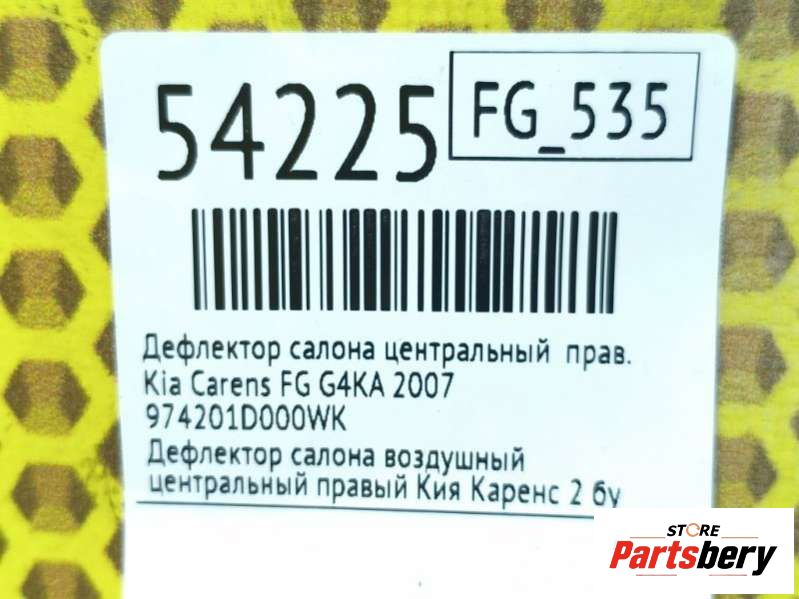 54225
FG_535
Дефлектор салона центральный прав.
Kia Carens FG G4KA 2007
974201D000WK
Дефлектор салона воздушный
центральный правый Кия Каренс 2 бу
STORE
Partsbery